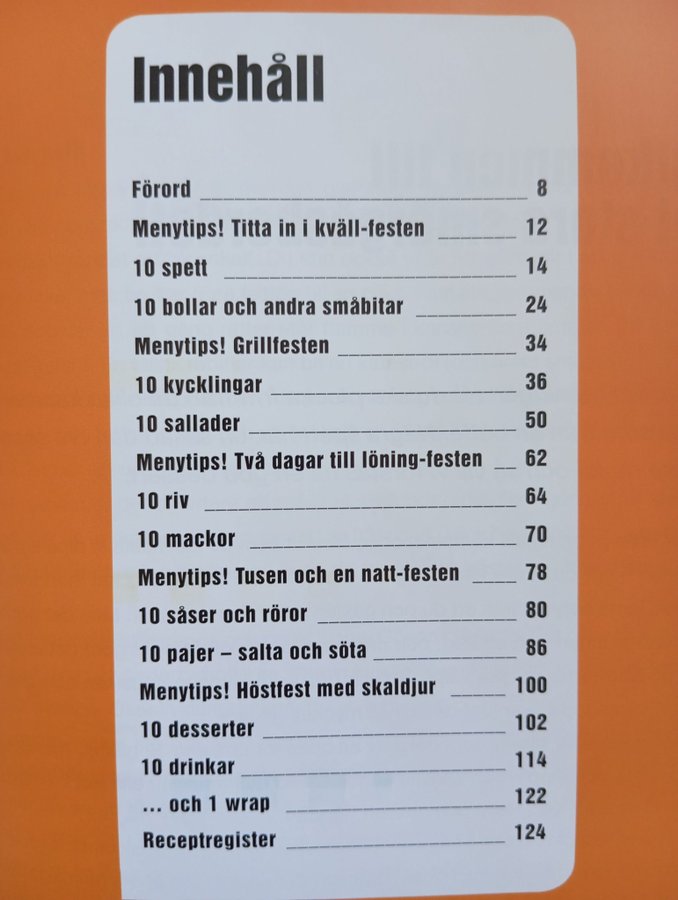 Innehåll
Förord 8
Menytips! Titta in i kväll-festen 12
10 spett 14
10 bollar och andra småbitar 24
Menytips! Grillfesten 34
10 kycklingar 36
10 sallader 50
Menytips! Två dagar till löning-festen 62
10 riv 64
10 mackor 70
Menytips! Tusen och en natt-festen 78
10 såser och röror 80
10 pajer – salta och söta 86
Menytips! Höstfest med skaldjur 100
10 desserter 102
10 drinkar 114
... och 1 wrap 122
Receptregister 124